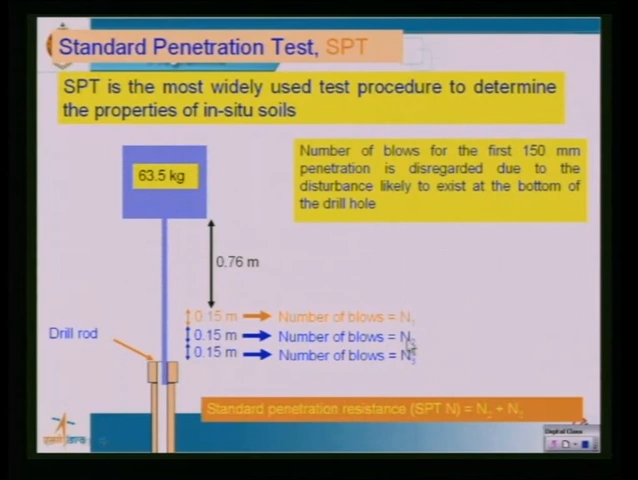 Standard Penetration Test, SPT
SPT is the most widely used test procedure to determine
the properties of in-situ soils
63.5 kg
Number of blows for the first 150 mm
penetration is disregarded due to the
disturbance likely to exist at the bottom of
the drill hole
0.76 m
0.15 m Number of blows = N₁
0.15 m Number of blows = N₂
0.15 m Number of blows = N₃
Drill rod
Standard penetration resistance (SPT N) = N₂ + N₃